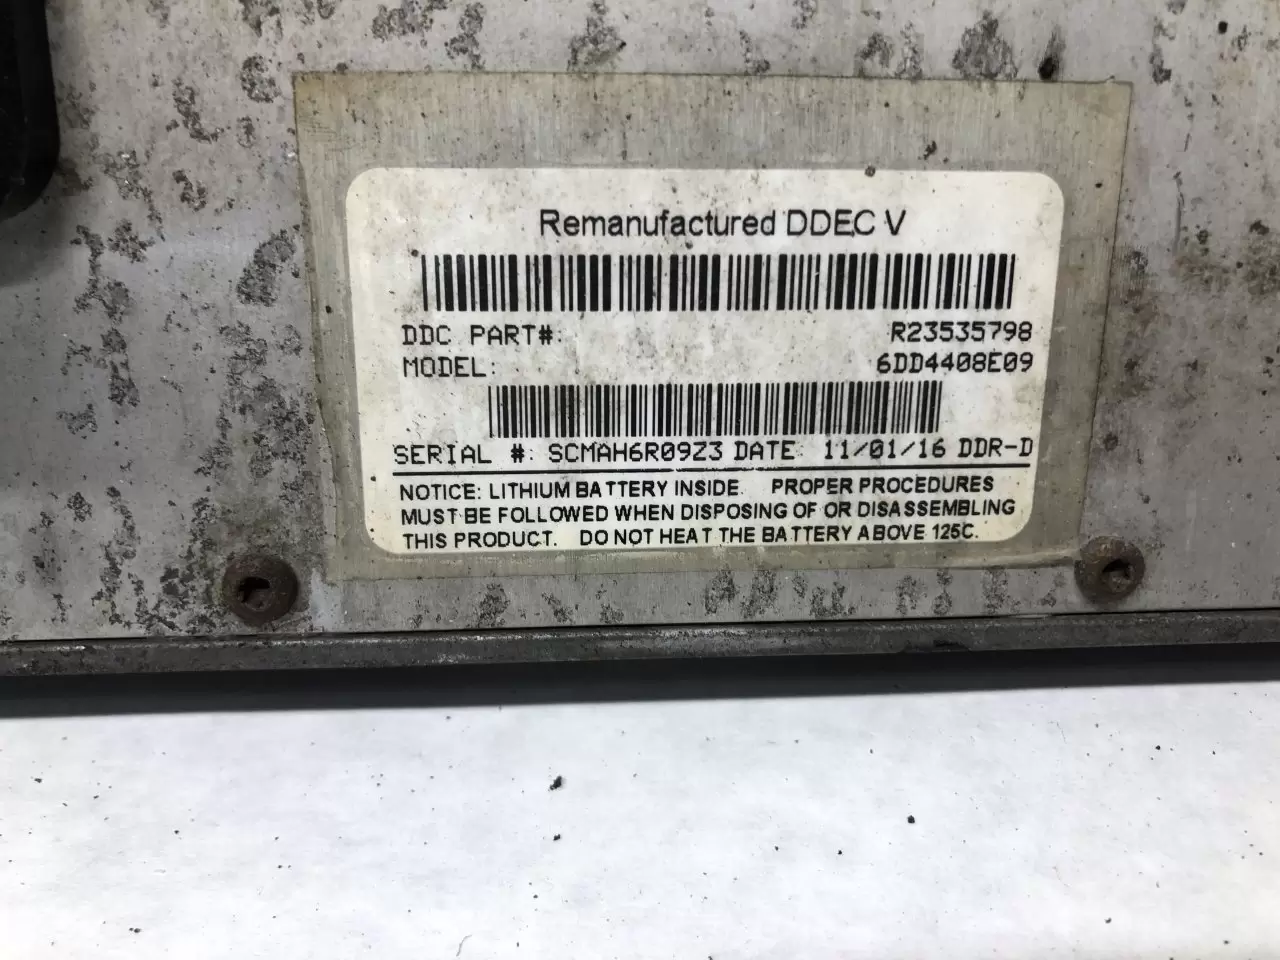 Remanufactured DDEC V
DDC PART#: R23535798
MODEL: 6DD4408E09
SERIAL #: SCMAH6R09Z3 DATE: 11/01/16 DDR-D
NOTICE: LITHIUM BATTERY INSIDE. PROPER PROCEDURES
MUST BE FOLLOWED WHEN DISPOSING OF OR DISASSEMBLING
THIS PRODUCT. DO NOT HEAT THE BATTERY ABOVE 125C.